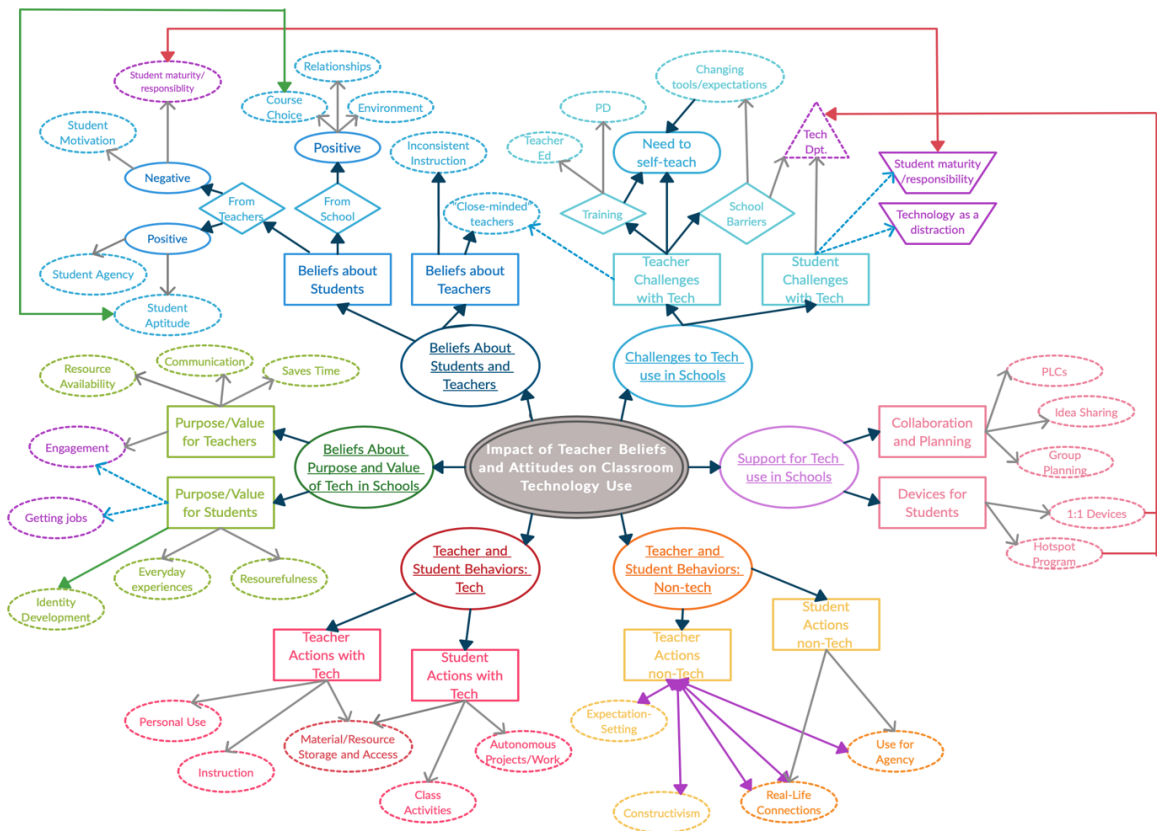 Student maturity/
responsiblity
Relationships
Course
Choice
Environment
Student
Motivation
Positive
Negative
From
Teachers
From
School
Positive
Student Agency
Student
Aptitude
Inconsistent
Instruction
"Close-minded"
teachers
Beliefs about
Students
Beliefs about
Teachers
Beliefs About
Students and
Teachers
Changing
tools/expectations
PD
Teacher
Ed
Need to
self-teach
Training
School
Barriers
Tech
Dpt.
Student maturity
/responsibility
Technology as a
distraction
Teacher
Challenges
with Tech
Student
Challenges
with Tech
Challenges to Tech
use in Schools
Resource
Availability
Communication
Saves Time
Purpose/Value
for Teachers
Engagement
Purpose/Value
for Students
Getting jobs
Everyday
experiences
Resourefulness
Identity
Development
Beliefs About
Purpose and Value
of Tech in Schools
Impact of Teacher Beliefs
and Attitudes on Classroom
Technology Use
Support for Tech
use in Schools
Collaboration
and Planning
PLCs
Idea Sharing
Group
Planning
Devices for
Students
1:1 Devices
Hotspot
Program
Teacher and
Student Behaviors:
Tech
Teacher
Actions with
Tech
Student
Actions with
Tech
Personal Use
Instruction
Material/Resource
Storage and Access
Class
Activities
Autonomous
Projects/Work
Teacher and
Student Behaviors:
Non-tech
Teacher
Actions
non-Tech
Student
Actions
non-Tech
Expectation-
Setting
Constructivism
Real-Life
Connections
Use for
Agency